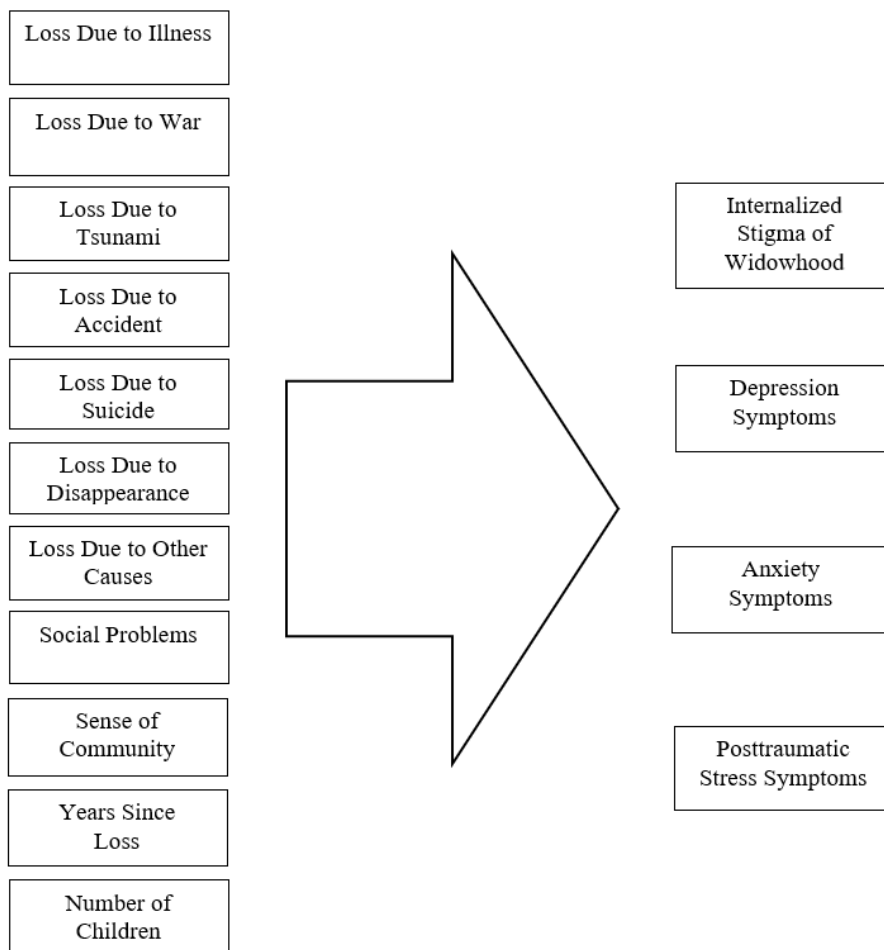 Loss Due to Illness
Loss Due to War
Loss Due to
Tsunami
Loss Due to
Accident
Loss Due to
Suicide
Loss Due to
Disappearance
Loss Due to Other
Causes
Social Problems
Sense of
Community
Years Since
Loss
Number of
Children
Internalized
Stigma of
Widowhood
Depression
Symptoms
Anxiety
Symptoms
Posttraumatic
Stress Symptoms